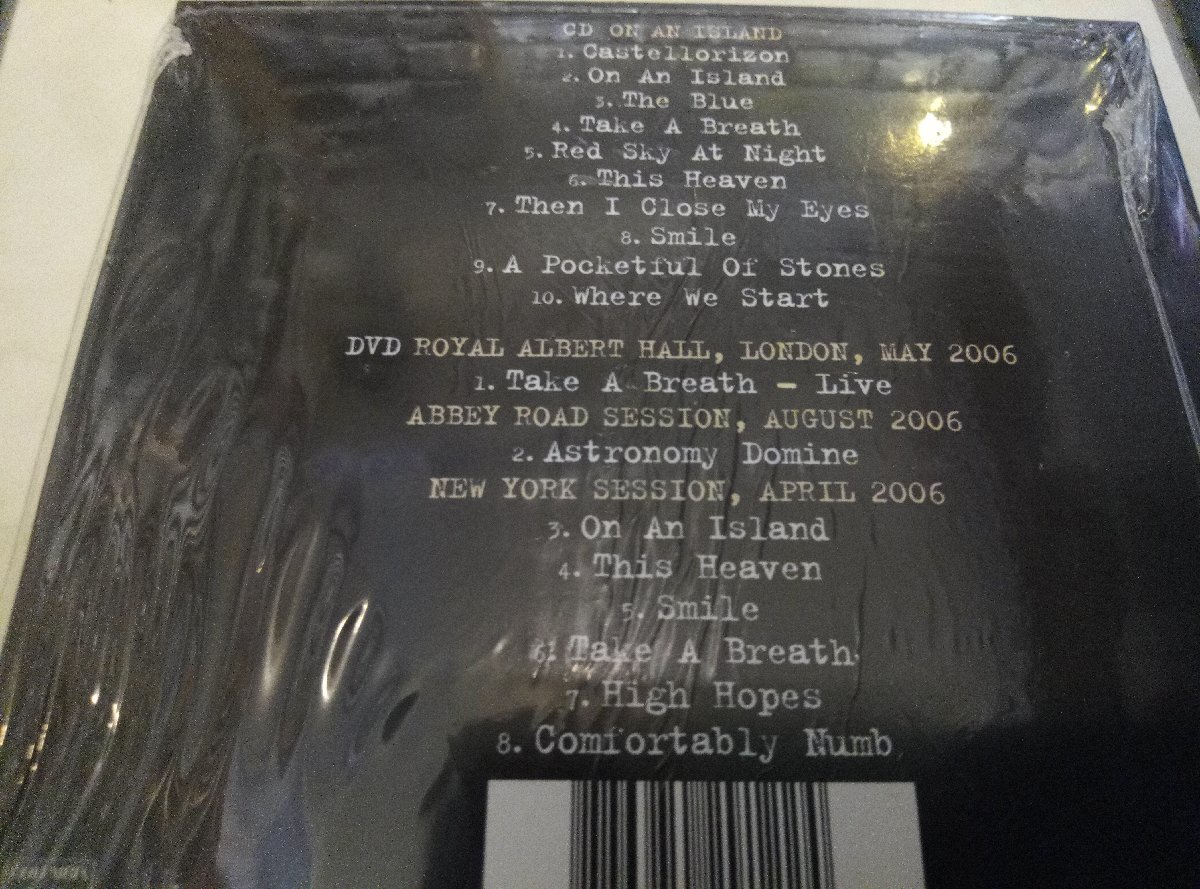 CD ON AN ISLAND
1. Castellorizon
2. On An Island
3. The Blue
4. Take A Breath
5. Red Sky At Night
6. This Heaven
7. Then I Close My Eyes
8. Smile
9. A Pocketful Of Stones
10. Where We Start
DVD ROYAL ALBERT HALL, LONDON, MAY 2006
1. Take A Breath – Live
ABBEY ROAD SESSION, AUGUST 2006
2. Astronomy Domine
NEW YORK SESSION, APRIL 2006
3. On An Island
4. This Heaven
5. Smile
6. Take A Breath
7. High Hopes
8. Comfortably Numb